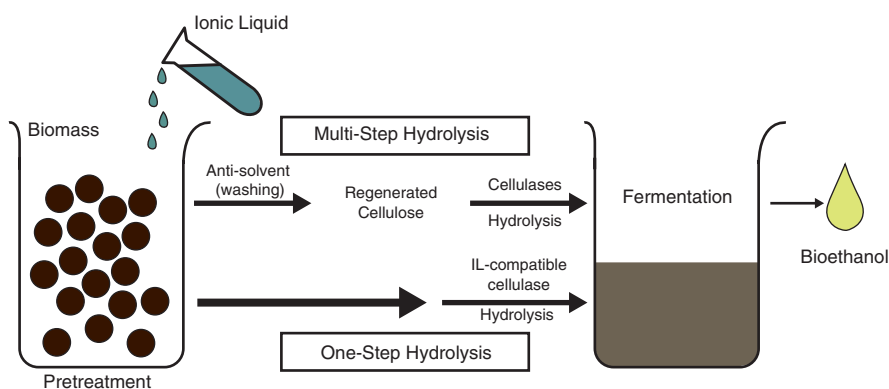 Ionic Liquid
Biomass
Multi-Step Hydrolysis
Anti-solvent
(washing)
Regenerated
Cellulose
Cellulases
Hydrolysis
Fermentation
Bioethanol
IL-compatible
cellulase
Hydrolysis
One-Step Hydrolysis
Pretreatment